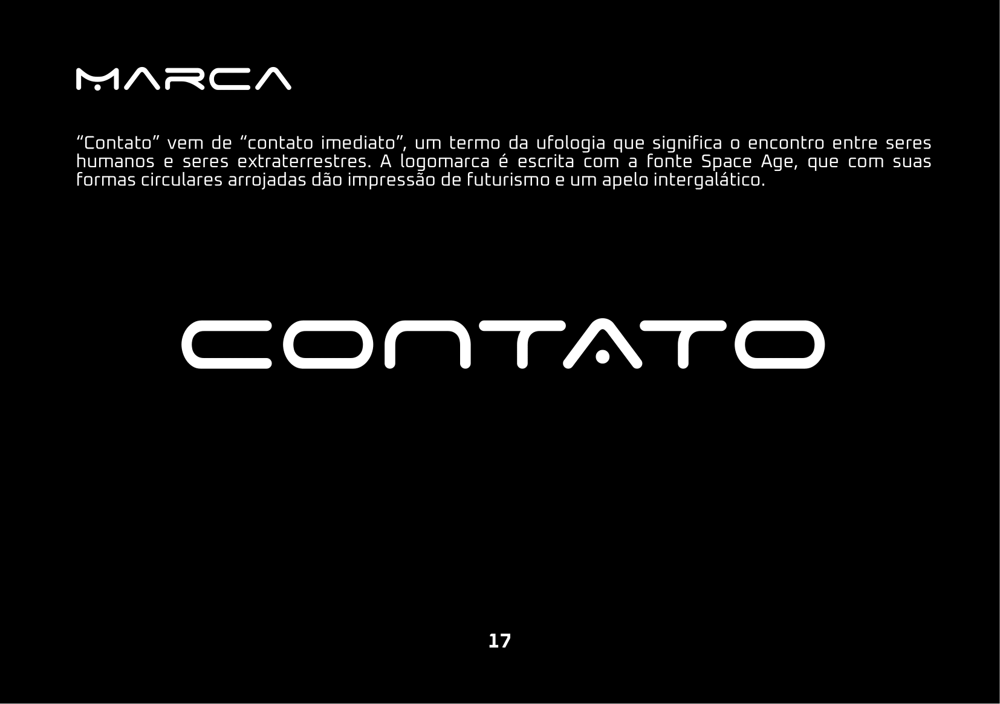 MARCA
“Contato” vem de “contato imediato”, um termo da ufologia que significa o encontro entre seres
humanos e seres extraterrestres. A logomarca é escrita com a fonte Space Age, que com suas
formas circulares arrojadas dão impressão de futurismo e um apelo intergalático.
CONTATO
17